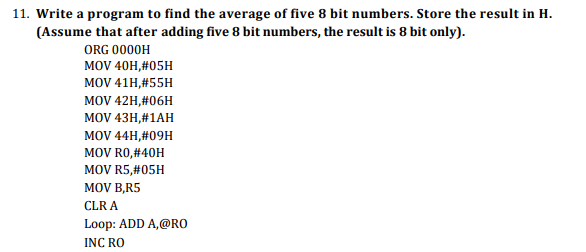 11. Write a program to find the average of five 8 bit numbers. Store the result in H.
(Assume that after adding five 8 bit numbers, the result is 8 bit only).
ORG 0000H
MOV 40H,#05H
MOV 41H,#55H
MOV 42H,#06H
MOV 43H,#1AH
MOV 44H,#09H
MOV R0,#40H
MOV R5,#05H
MOV B,R5
CLR A
Loop: ADD A,@RO
INC RO